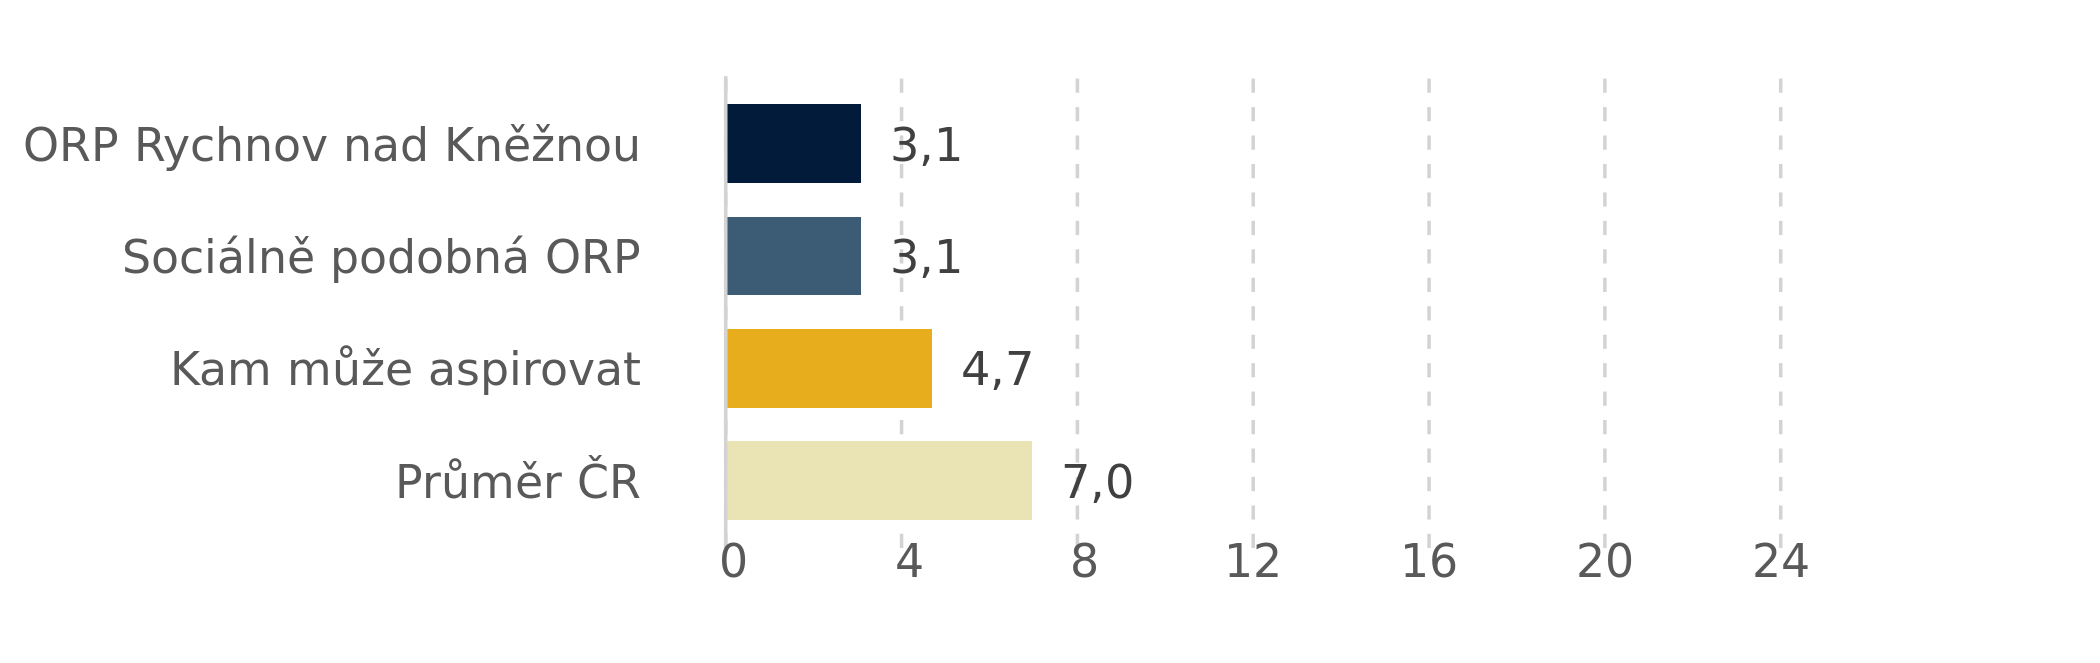 ORP Rychnov nad Kněžnou 3,1
Sociálně podobná ORP 3,1
Kam může aspirovat 4,7
Průměr ČR 7,0
0 4 8 12 16 20 24